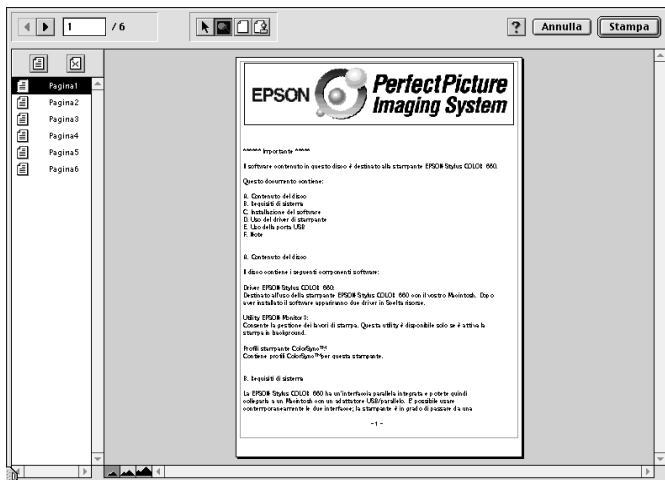 1 / 6
? Annulla Stampa
Pagina1
Pagina2
Pagina3
Pagina4
Pagina5
Pagina6
EPSON PerfectPicture
Imaging System
****** Importante *****
Il software contenuto in questo disco é destinato alla stampante EPSON Stylus COLOR 660.
Questo documento contiene:
A. Contenuto del disco
B. Requisiti di sistema
C. Installazione del software
D. Uso del driver di stampante
E. Uso della porta USB
F. Note
A. Contenuto del disco
Il disco contiene i seguenti componenti software:
Driver EPSON Stylus COLOR 660:
Destinato all'uso della stampante EPSON Stylus COLOR 660 con il vostro Macintosh. Dopo
aver installato il software appariranno due driver in Scelta risorse.
Utility EPSON Monitor3:
Consente la gestione dei lavori di stampa. Questa utility é disponibile solo se é attiva la
stampa in background.
Profili stampante ColorSync™:
Contiene profili ColorSync™per questa stampante.
B. Requisiti di sistema
La EPSON Stylus COLOR 660 ha un'interfaccia parallela integrata e potete quindi
collegarla a un Macintosh con un adattatore USB/parallelo. E possibile usare
contemporaneamente le due interfacce; la stampante é in grado di passare da una
-1-